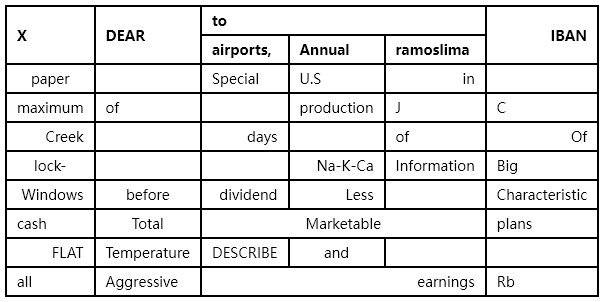 X DEAR to IBAN
airports, Annual ramoslima
paper Special U.S in
maximum of production J C
Creek days of Of
lock- Na-K-Ca Information Big
Windows before dividend Less Characteristic
cash Total Marketable plans
FLAT Temperature DESCRIBE and
all Aggressive earnings Rb